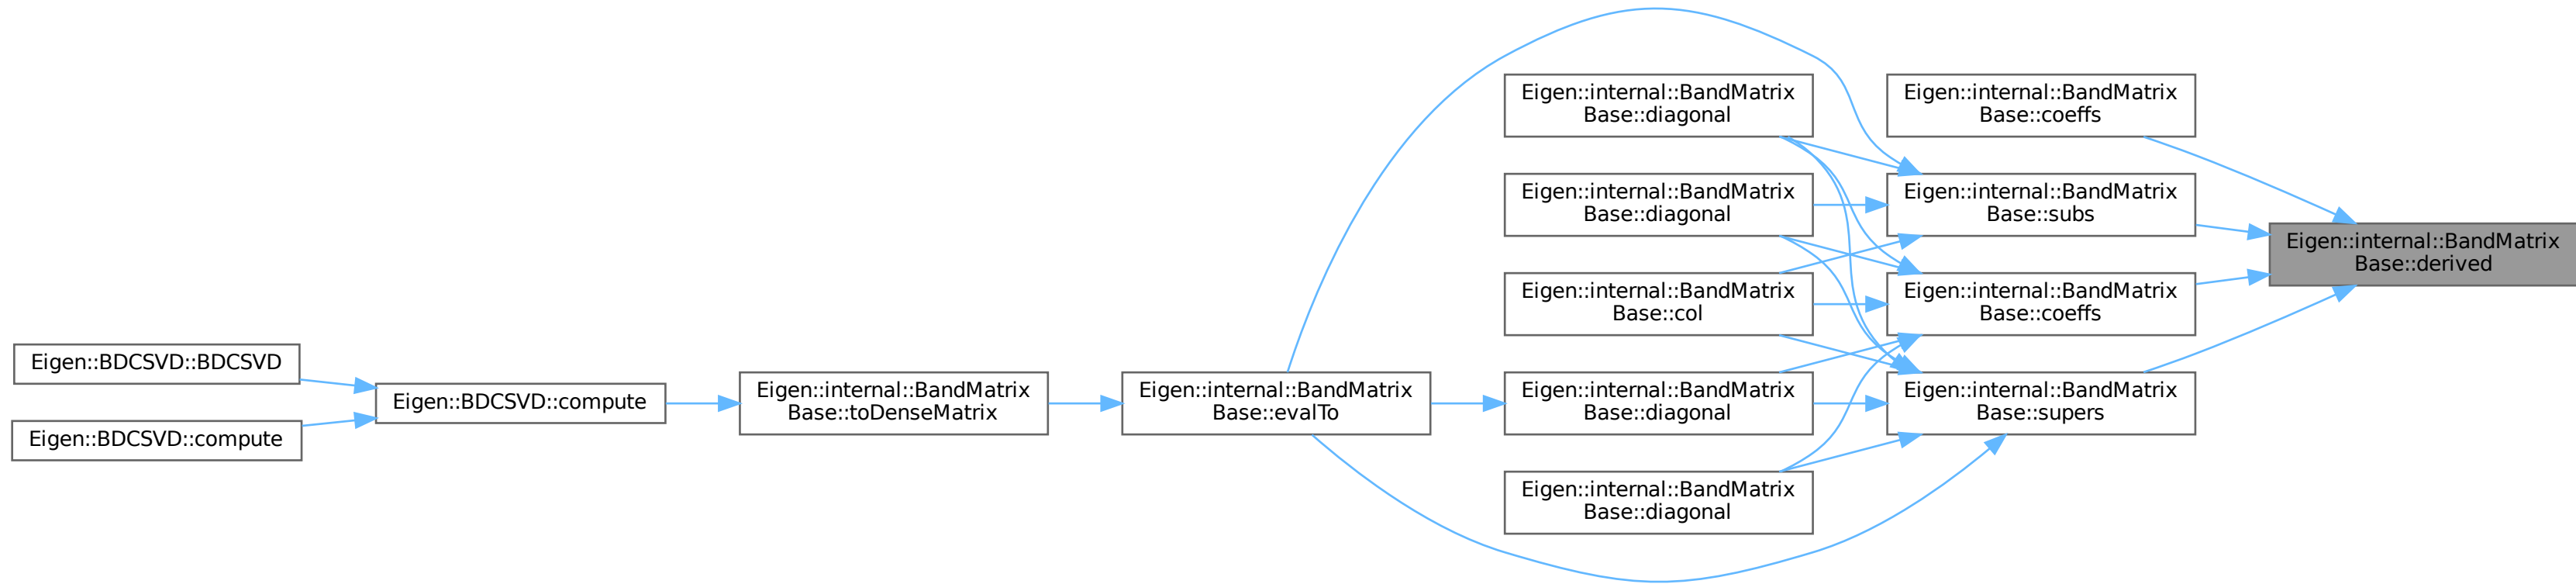 Eigen::internal::BandMatrix
Base::diagonal
Eigen::internal::BandMatrix
Base::coeffs
Eigen::internal::BandMatrix
Base::diagonal
Eigen::internal::BandMatrix
Base::subs
Eigen::internal::BandMatrix
Base::derived
Eigen::internal::BandMatrix
Base::col
Eigen::internal::BandMatrix
Base::coeffs
Eigen::BDCSVD::BDCSVD
Eigen::BDCSVD::compute
Eigen::BDCSVD::compute
Eigen::internal::BandMatrix
Base::toDenseMatrix
Eigen::internal::BandMatrix
Base::evalTo
Eigen::internal::BandMatrix
Base::diagonal
Eigen::internal::BandMatrix
Base::supers
Eigen::internal::BandMatrix
Base::diagonal